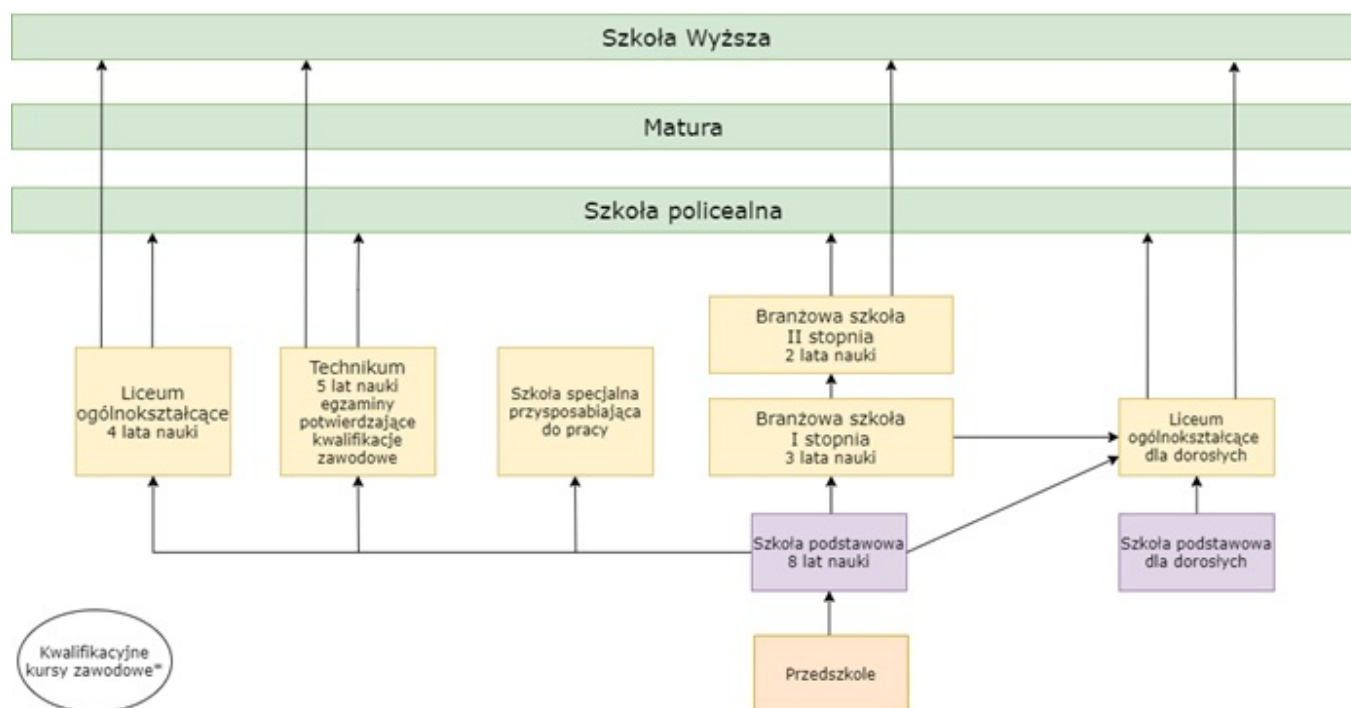 Szkoła Wyższa
Matura
Szkoła policealna
Branżowa szkoła
II stopnia
2 lata nauki
Liceum
ogólnokształcące
4 lata nauki
Technikum
5 lat nauki
egzaminy
potwierdzające
kwalifikacje
zawodowe
Szkoła specjalna
przysposabiająca
do pracy
Branżowa szkoła
I stopnia
3 lata nauki
Liceum
ogólnokształcące
dla dorosłych
Szkoła podstawowa
8 lat nauki
Szkoła podstawowa
dla dorosłych
Kwalifikacyjne
kursy zawodowe*
Przedszkole